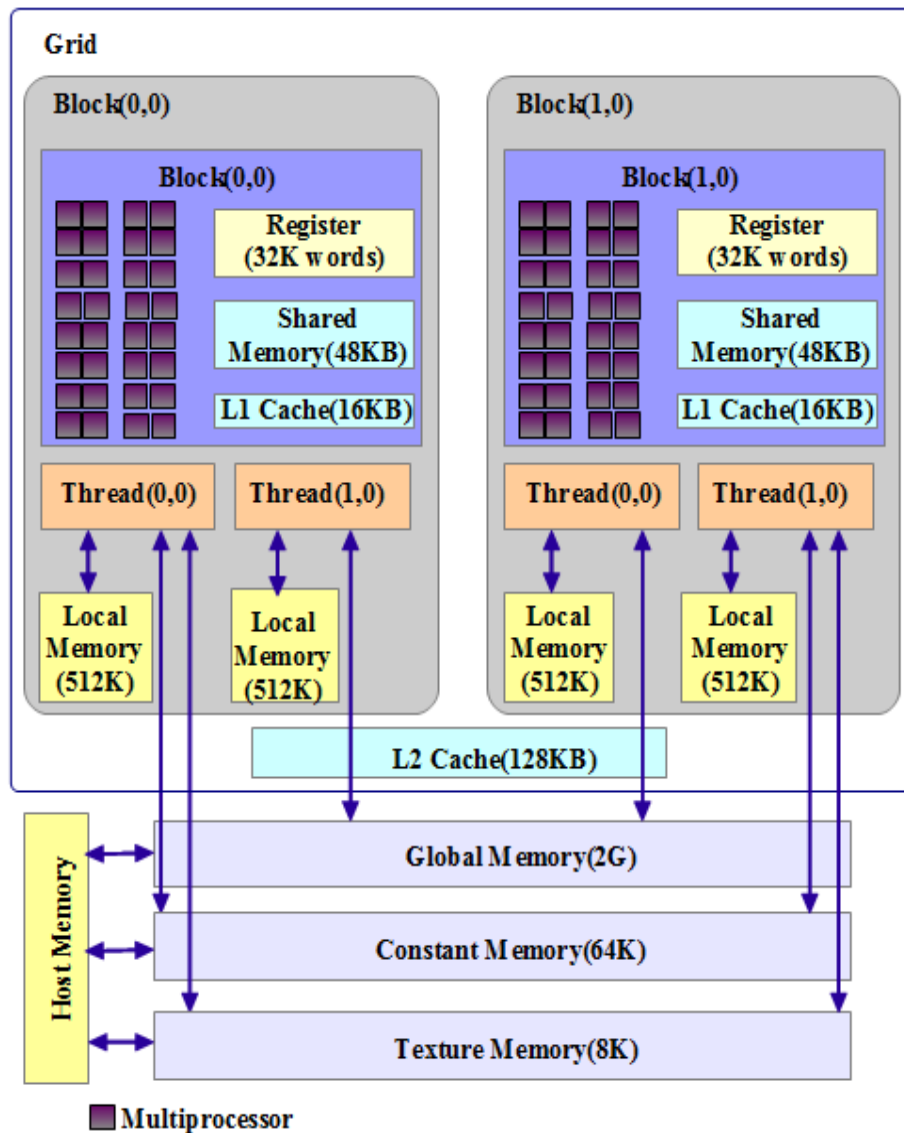 Grid
Block(0,0)
Block(0,0)
Register
(32K words)
Shared
Memory(48KB)
L1 Cache(16KB)
Thread(0,0)
Thread(1,0)
Local
Memory
(512K)
Local
Memory
(512K)
Block(1,0)
Block(1,0)
Register
(32K words)
Shared
Memory(48KB)
L1 Cache(16KB)
Thread(0,0)
Thread(1,0)
Local
Memory
(512K)
Local
Memory
(512K)
L2 Cache(128KB)
Host Memory
Global Memory(2G)
Constant Memory(64K)
Texture Memory(8K)
Multiprocessor